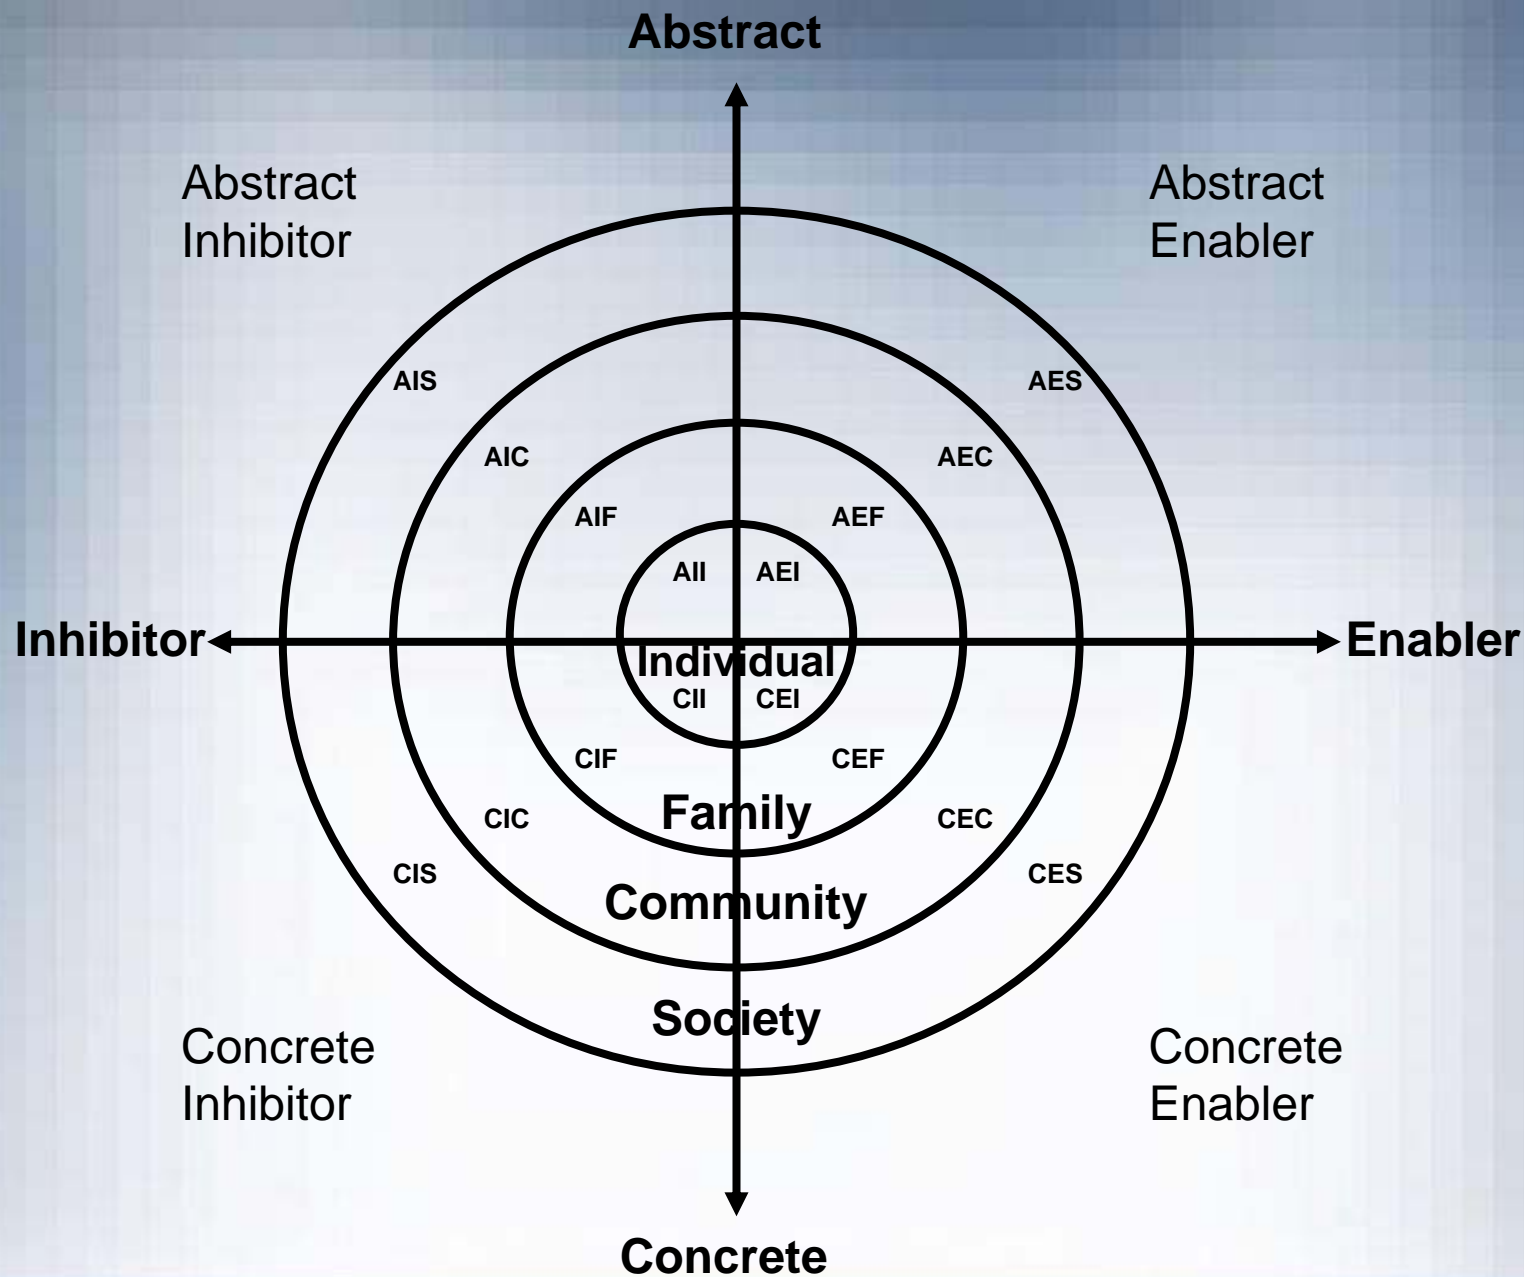 Abstract
Abstract
Inhibitor
Abstract
Enabler
AIS
AES
AIC
AEC
AIF
AEF
AII
AEI
Inhibitor
Enabler
Individual
CII
CEI
CIF
CEF
Family
CIC
CEC
CIS
CES
Community
Society
Concrete
Inhibitor
Concrete
Enabler
Concrete